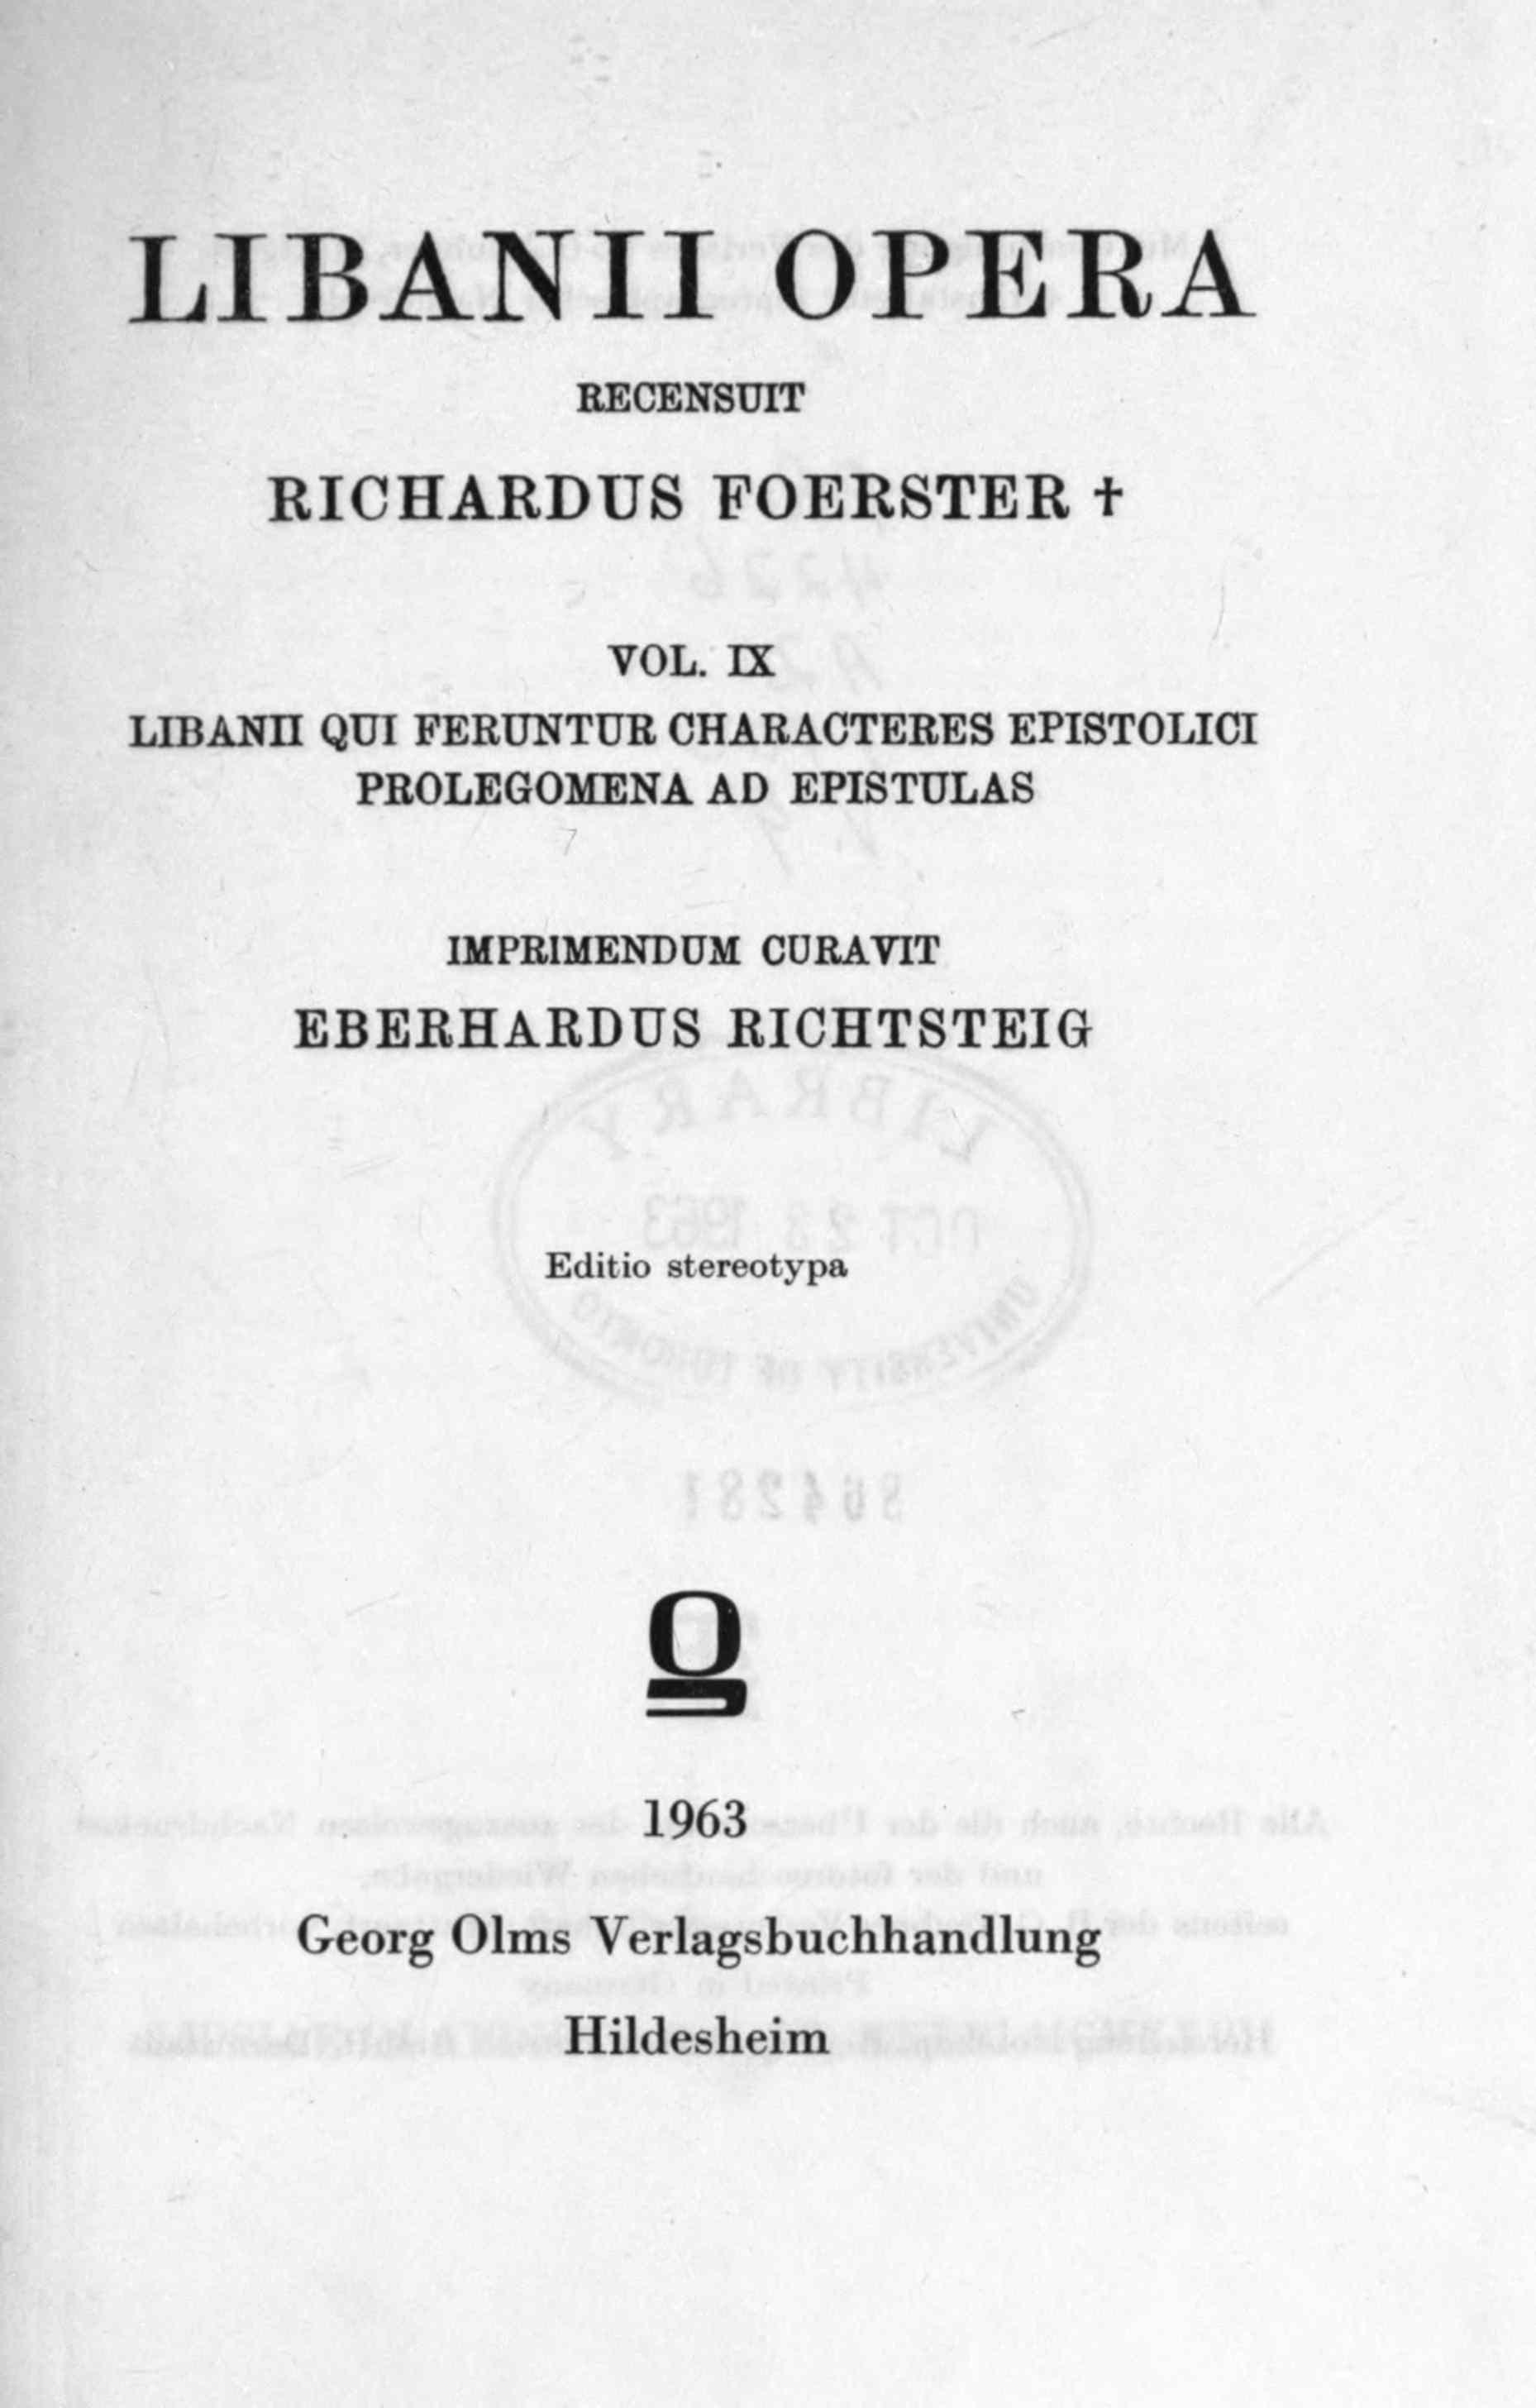 LIBANII OPERA
RECENSUIT
RICHARDUS FOERSTER †
VOL. IX
LIBANII QUI FERUNTUR CHARACTERES EPISTOLICI
PROLEGOMENA AD EPISTULAS
IMPRIMENDUM CURAVIT
EBERHARDUS RICHTSTEIG
LIBRARY
OCT 23 1963
UNIVERSITY OF TORONTO
Editio stereotypa
1963
Georg Olms Verlagsbuchhandlung
Hildesheim